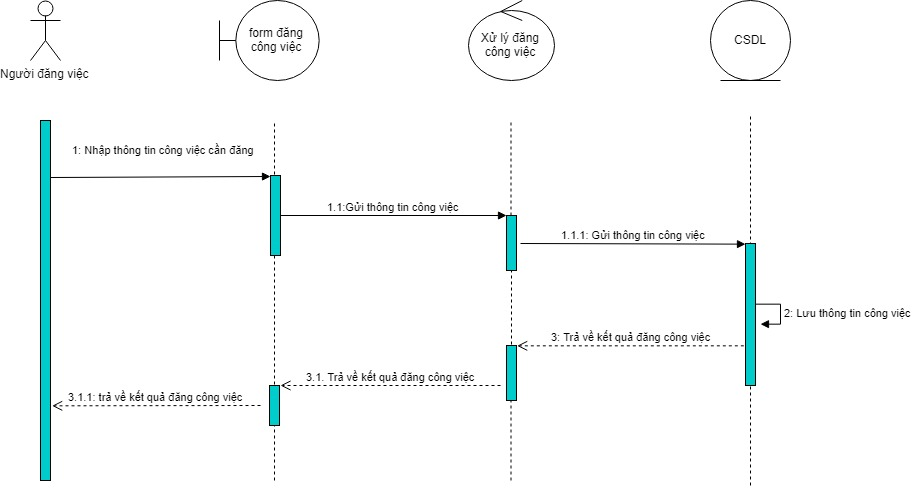 Người đăng việc
form đăng
công việc
Xử lý đăng
công việc
CSDL
1: Nhập thông tin công việc cần đăng
1.1:Gửi thông tin công việc
1.1.1: Gửi thông tin công việc
2: Lưu thông tin công việc
3: Trả về kết quả đăng công việc
3.1. Trả về kết quả đăng công việc
3.1.1: trả về kết quả đăng công việc